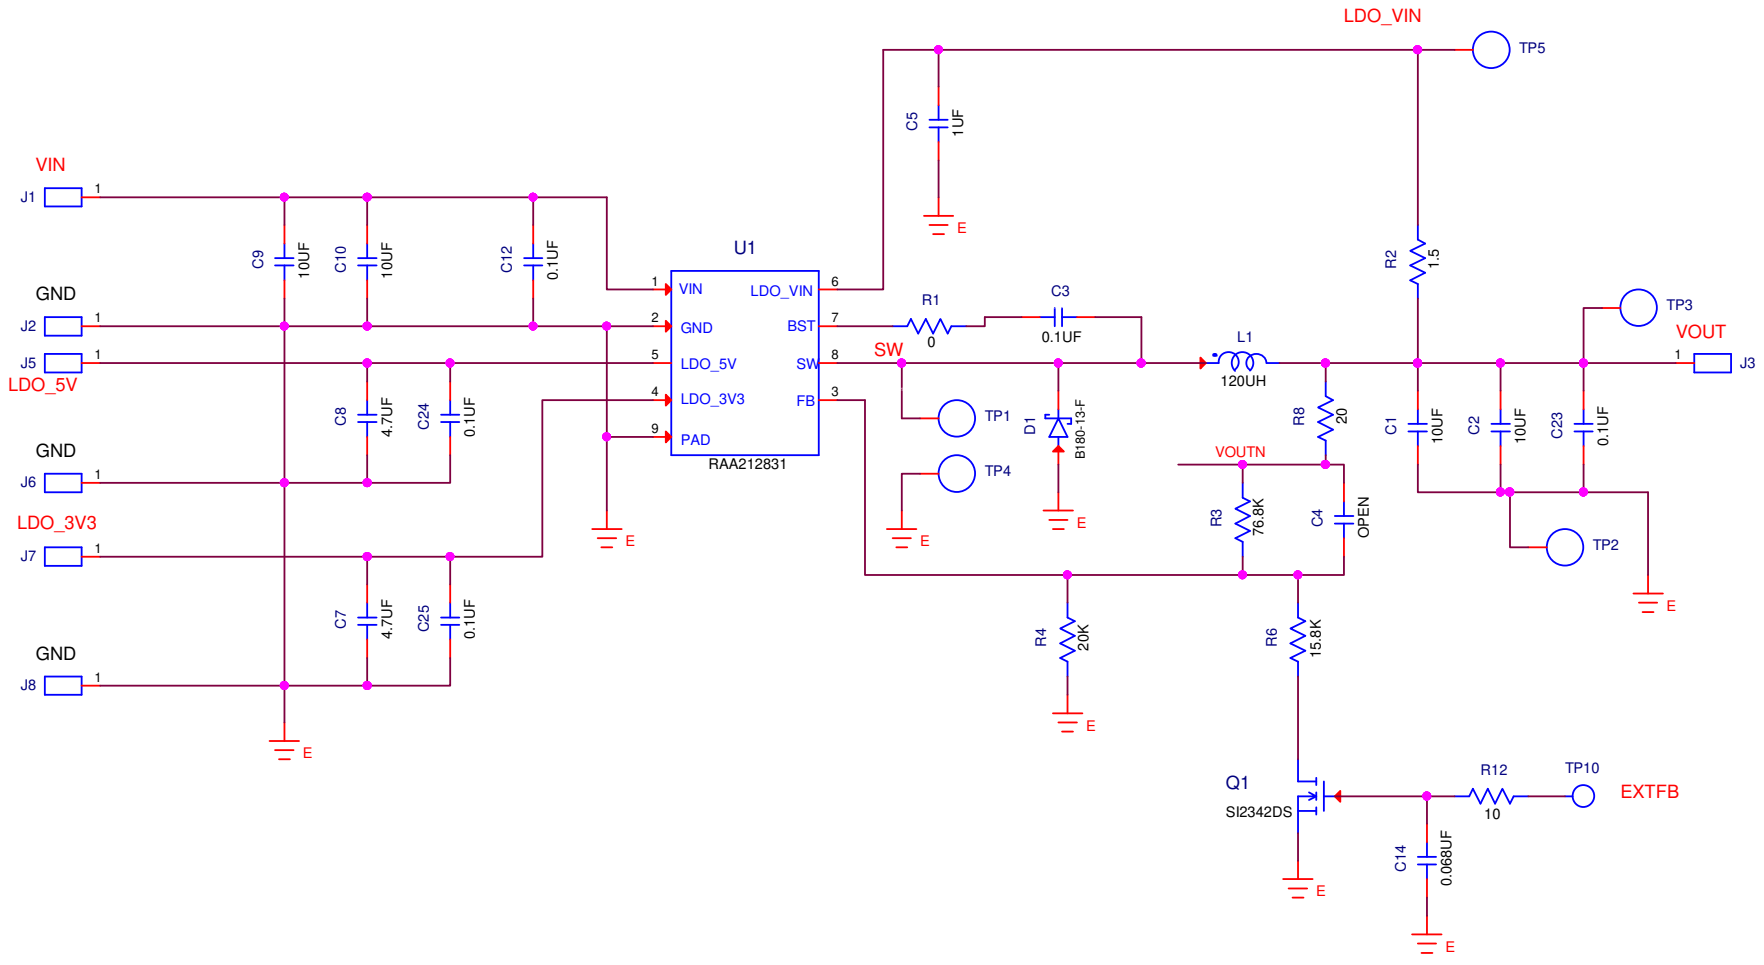 LDO_VIN
TP5
C5
1UF
E
VIN
J1
1
C9
10UF
C10
10UF
C12
0.1UF
R2
1.5
U1
GND
J2
1
J5
1
LDO_5V
1
VIN
2
GND
5
LDO_5V
4
LDO_3V3
9
PAD
LDO_VIN
6
BST
7
SW
8
FB
3
RAA212831
R1
0
C3
0.1UF
SW
L1
120UH
TP3
VOUT
1
J3
C8
4.7UF
C24
0.1UF
TP1
TP4
D1
B180-13-F
R8
20
C1
10UF
C2
10UF
C23
0.1UF
GND
J6
1
VOUTN
R3
76.8K
C4
OPEN
E
E
E
TP2
LDO_3V3
J7
1
E
C7
4.7UF
C25
0.1UF
R4
20K
R6
15.8K
GND
J8
1
E
E
Q1
SI2342DS
R12
10
TP10
EXTFB
C14
0.068UF
E
E